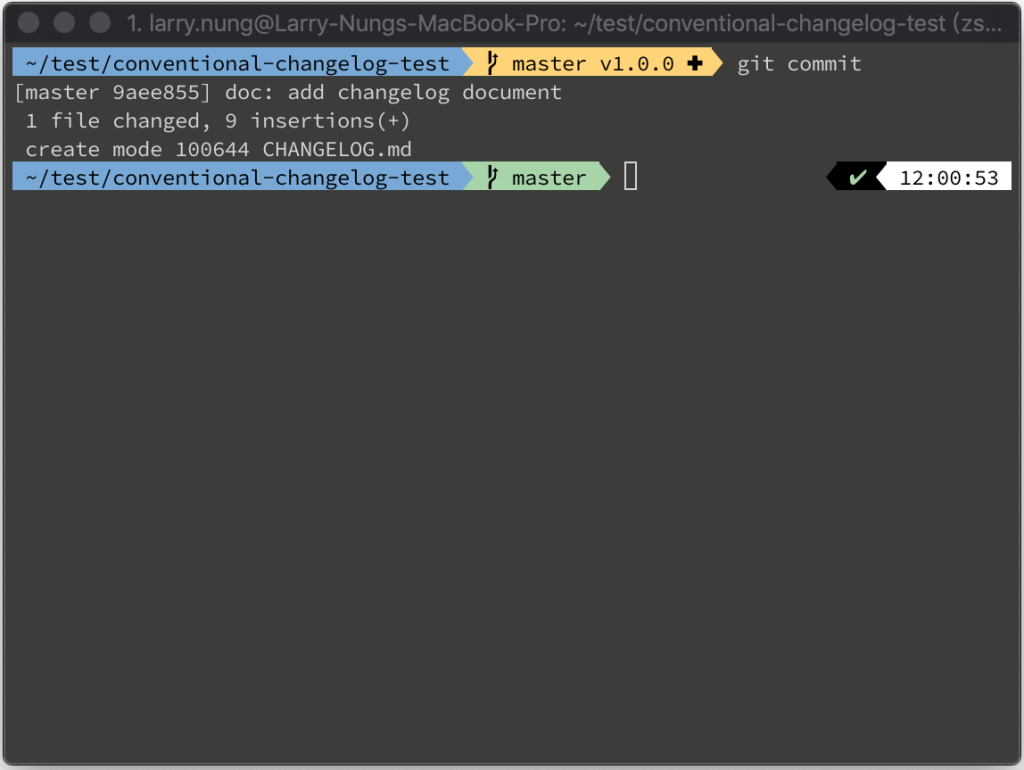 1. larry.nung@Larry-Nungs-MacBook-Pro: ~/test/conventional-changelog-test (zs...
~/test/conventional-changelog-test master v1.0.0 ✚ git commit
[master 9aee855] doc: add changelog document
1 file changed, 9 insertions(+)
create mode 100644 CHANGELOG.md
~/test/conventional-changelog-test master ✔ 12:00:53